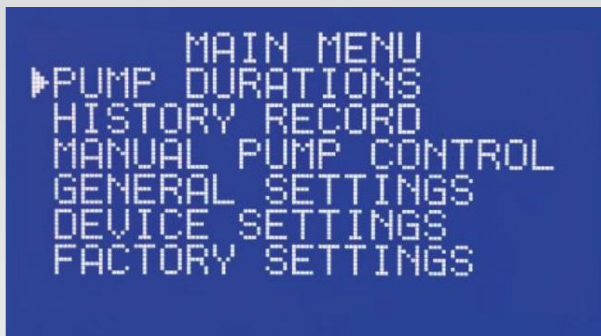 MAIN MENU
PUMP DURATIONS
HISTORY RECORD
MANUAL PUMP CONTROL
GENERAL SETTINGS
DEVICE SETTINGS
FACTORY SETTINGS